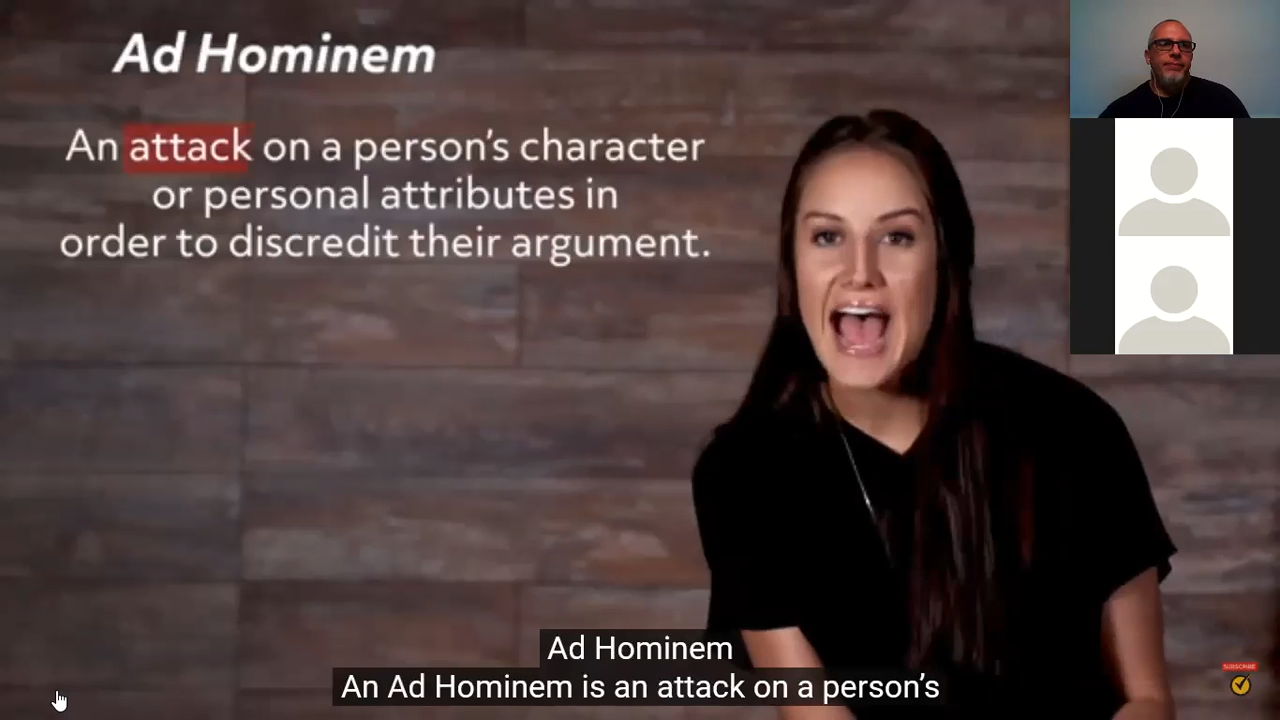 Ad Hominem
An attack on a person's character
or personal attributes in
order to discredit their argument.
Ad Hominem
An Ad Hominem is an attack on a person's
SUBSCRIBE